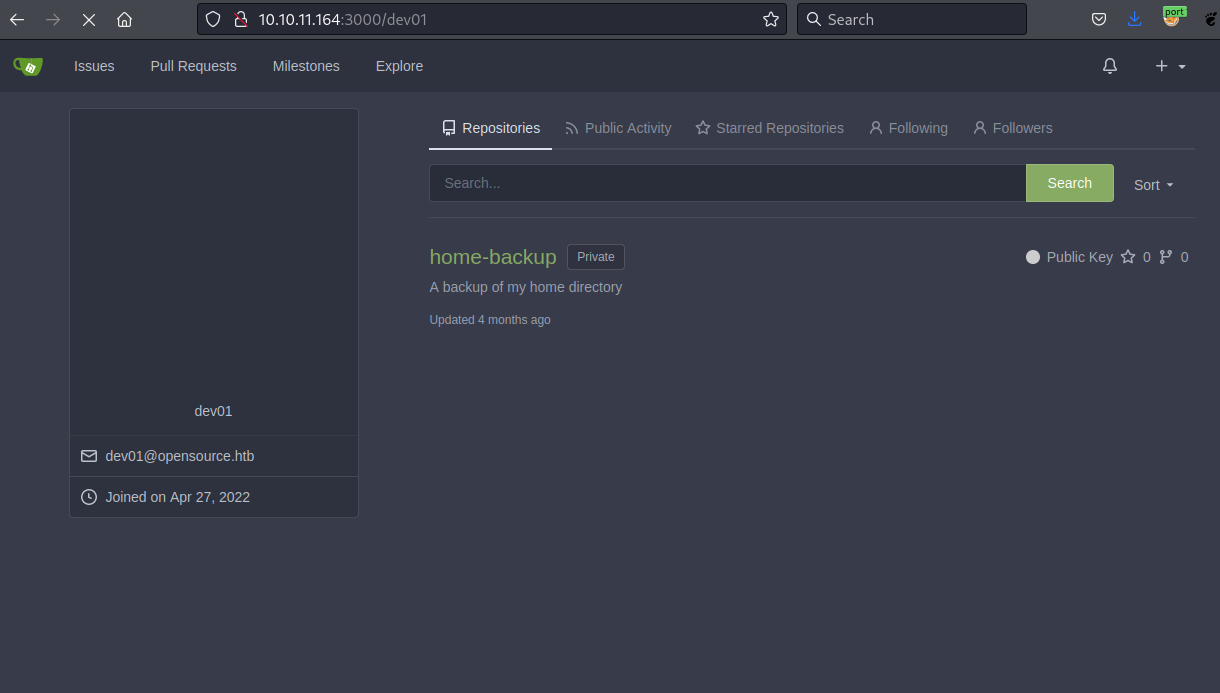 10.10.11.164:3000/dev01
Search
port
Issues Pull Requests Milestones Explore
Repositories Public Activity Starred Repositories Following Followers
Search... Search Sort
home-backup Private Public Key 0 0
A backup of my home directory
Updated 4 months ago
dev01
dev01@opensource.htb
Joined on Apr 27, 2022